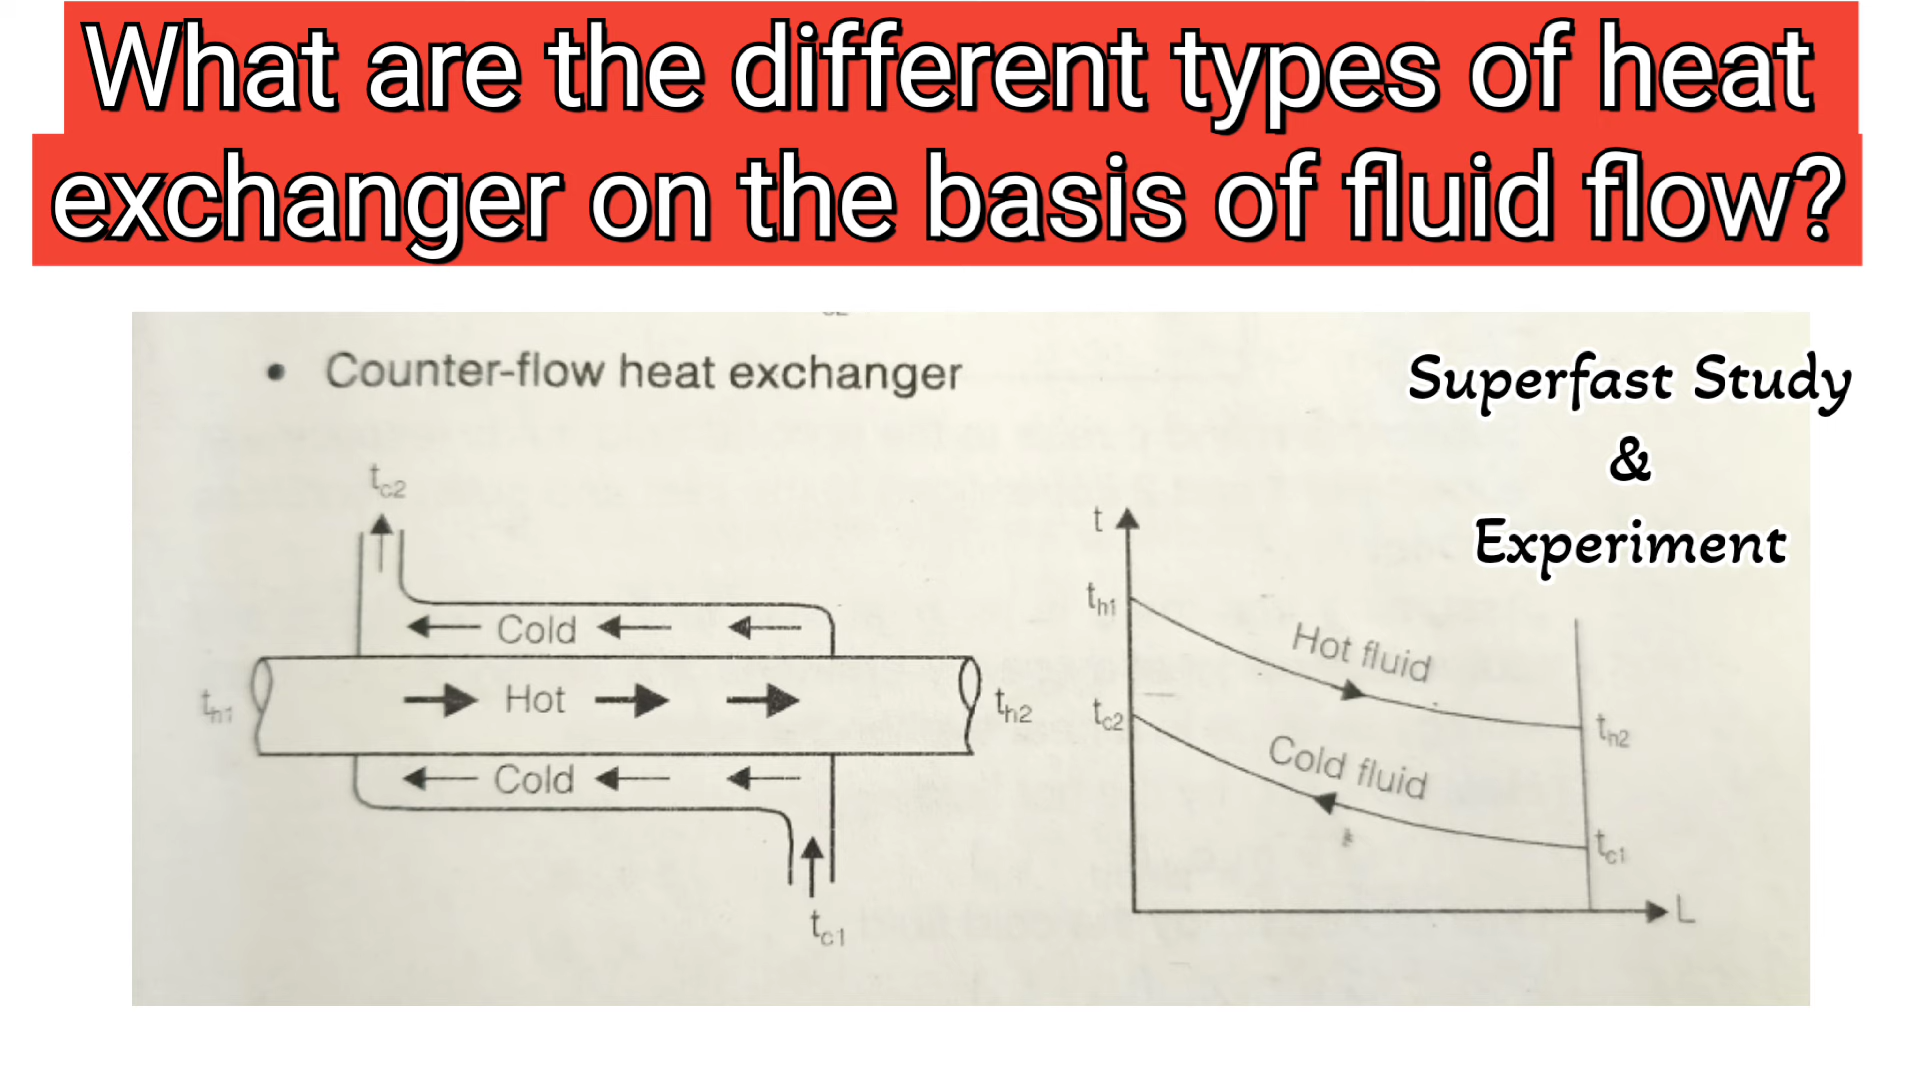 What are the different types of heat
exchanger on the basis of fluid flow?
• Counter-flow heat exchanger
Superfast Study
&
Experiment
tc2
t
th1
Hot fluid
Cold
th1
Hot
th2
tc2
th2
Cold fluid
Cold
tc1
tc1
L